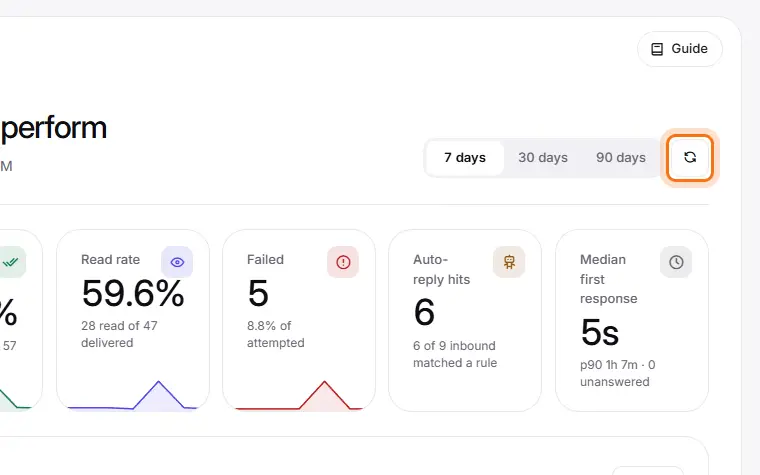 Guide
perform
M
7 days 30 days 90 days
%
57
Read rate
59.6%
28 read of 47
delivered
Failed
5
8.8% of
attempted
Auto-
reply hits
6
6 of 9 inbound
matched a rule
Median
first
response
5s
p90 1h 7m · 0
unanswered